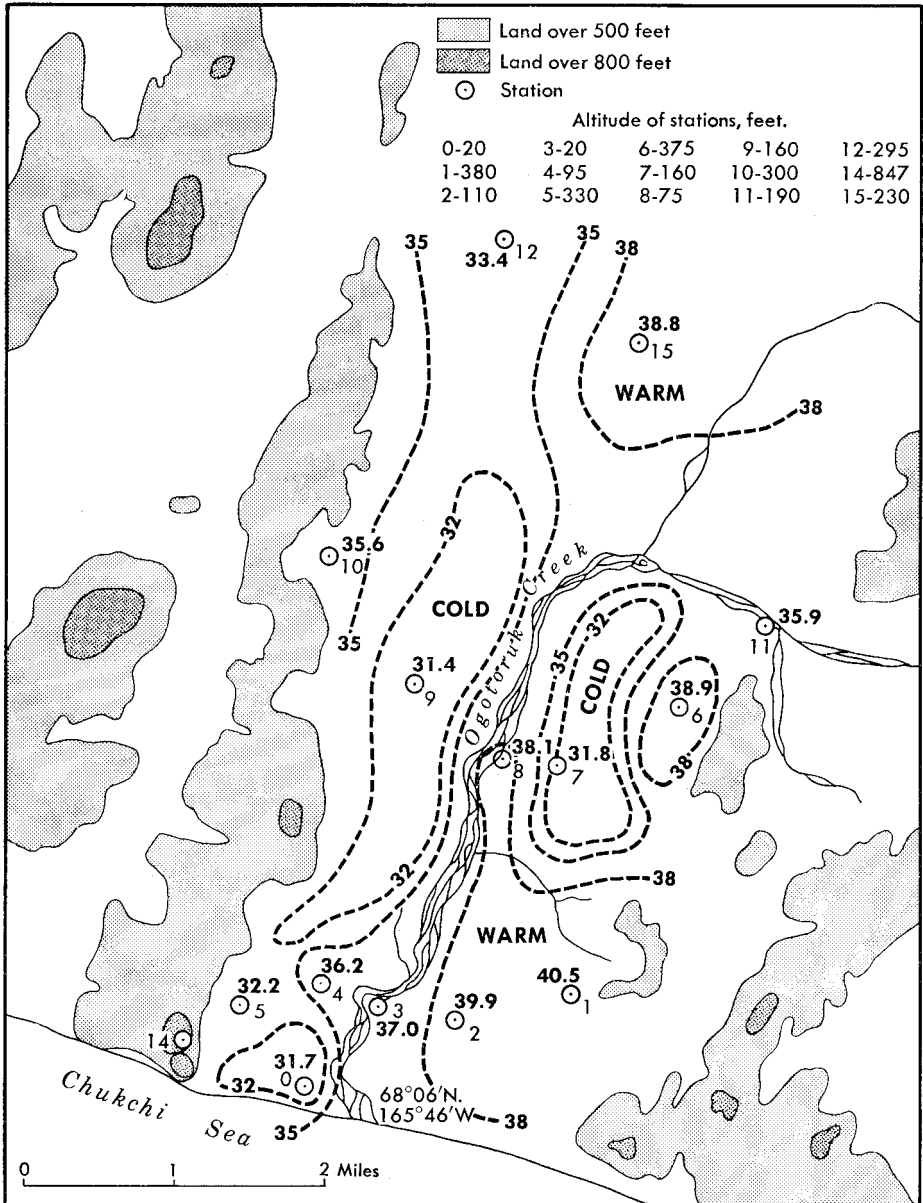 Land over 500 feet
Land over 800 feet
Station
Altitude of stations, feet.
0-20 3-20 6-375 9-160 12-295
1-380 4-95 7-160 10-300 14-847
2-110 5-330 8-75 11-190 15-230
35
33.4
12
35
38
38.8
15
WARM
38
32
35.6
10
Ogotoruk Creek
COLD
35
31.4
9
32
35
COLD
35.9
11
38.9
6
38
38.1
8
31.8
7
32
38
WARM
36.2
4
32.2
5
40.5
1
3
37.0
39.9
2
14
31.7
0
32
68°06'N.
165°46'W
38
35
Chukchi
Sea
0 1 2 Miles